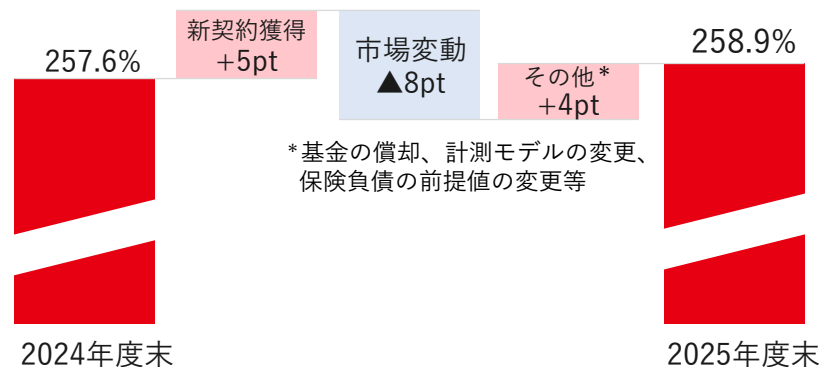 257.6%
新契約獲得
+5pt
市場変動
▲8pt
その他*
+4pt
258.9%
*基金の償却、計測モデルの変更、
保険負債の前提値の変更等
2024年度末
2025年度末